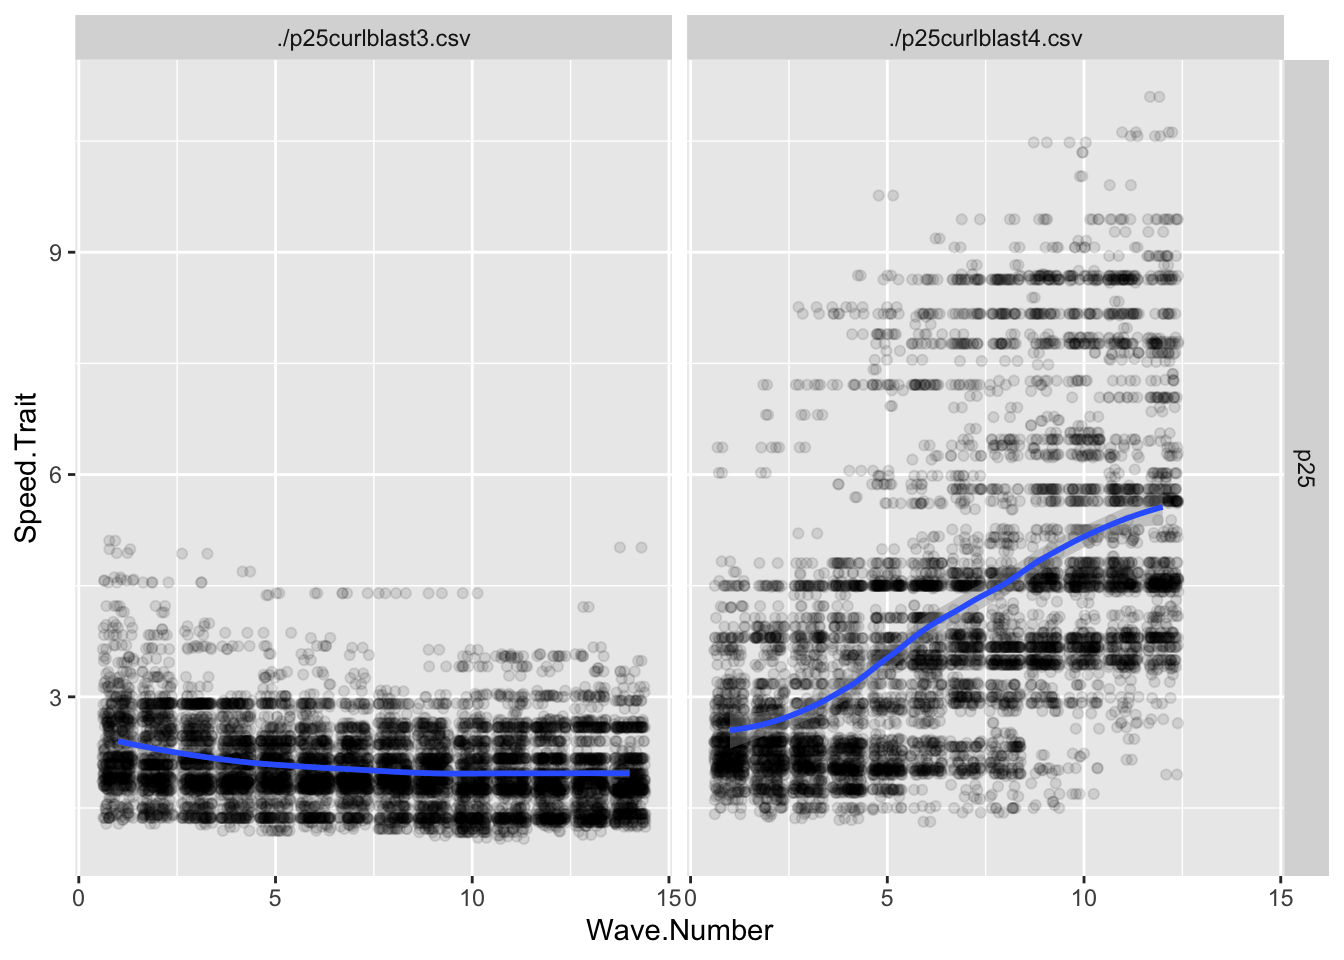 ./p25curlblast3.csv
./p25curlblast4.csv
9
6
3
Speed.Trait
p25
0 5 10 15 0 5 10 15
Wave.Number